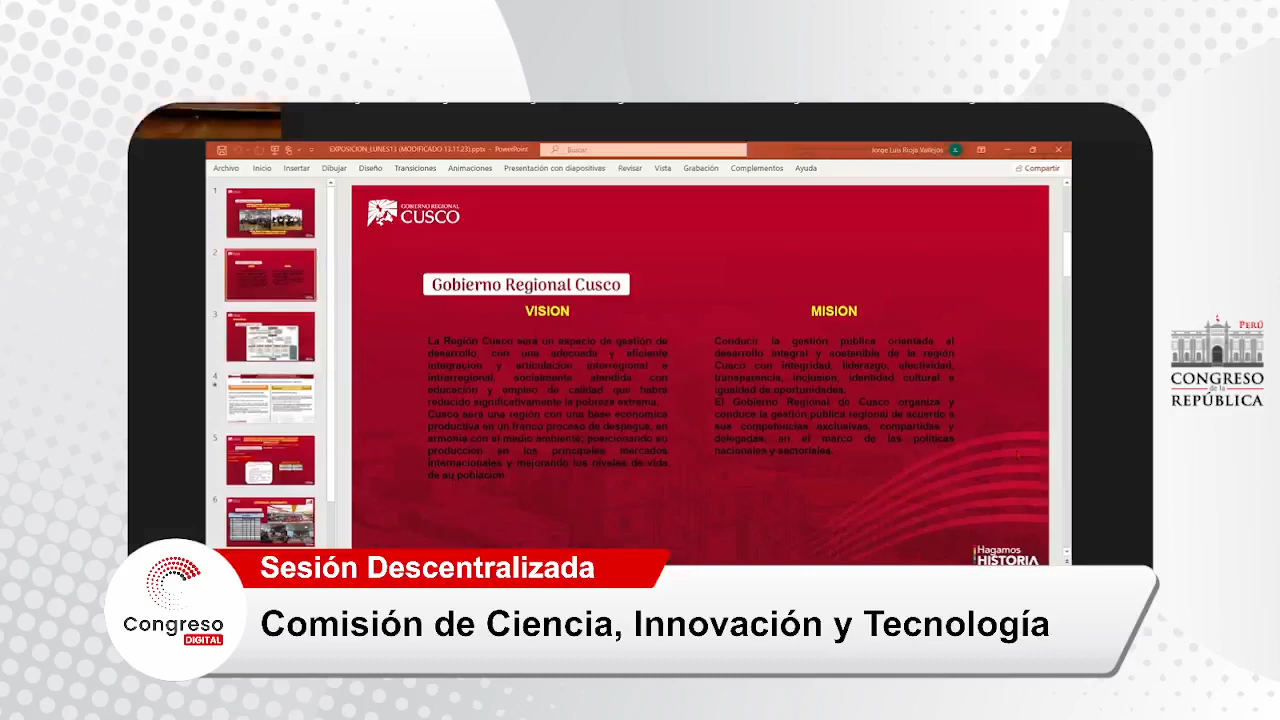 EXPOSICION_LUNES13 (MODIFICADO 13.11.23).pptx - PowerPoint
Buscar
Jorge Luis Rioja Vallejos
Archivo Inicio Insertar Dibujar Diseño Transiciones Animaciones Presentación con diapositivas Revisar Vista Grabación Complementos Ayuda
Compartir
1
2
3
4
5
6
GOBIERNO REGIONAL
CUSCO
Gobierno Regional Cusco
VISION
La Región Cusco será un espacio de gestión de
desarrollo, con una adecuada y eficiente
integración y articulación interregional e
intrarregional socialmente atendida con
educación y empleo de calidad que habrá
reducido significativamente la pobreza extrema.
Cusco será una región con una base económica
productiva en un franco proceso de despegue, en
armonía con el medio ambiente; posicionando su
producción en los principales mercados
internacionales y mejorando los niveles de vida
de su población
MISION
Conducir la gestión pública orientada al
desarrollo integral y sostenible de la región
Cusco con integridad, liderazgo, efectividad,
transparencia, inclusión, identidad cultural e
igualdad de oportunidades.
El Gobierno Regional de Cusco organiza y
conduce la gestión pública regional de acuerdo a
sus competencias exclusivas, compartidas y
delegadas, en el marco de las políticas
nacionales y sectoriales.
Hagamos
HISTORIA
PERÚ
CONGRESO
de la
REPÚBLICA
Sesión Descentralizada
Comisión de Ciencia, Innovación y Tecnología
Congreso
DIGITAL